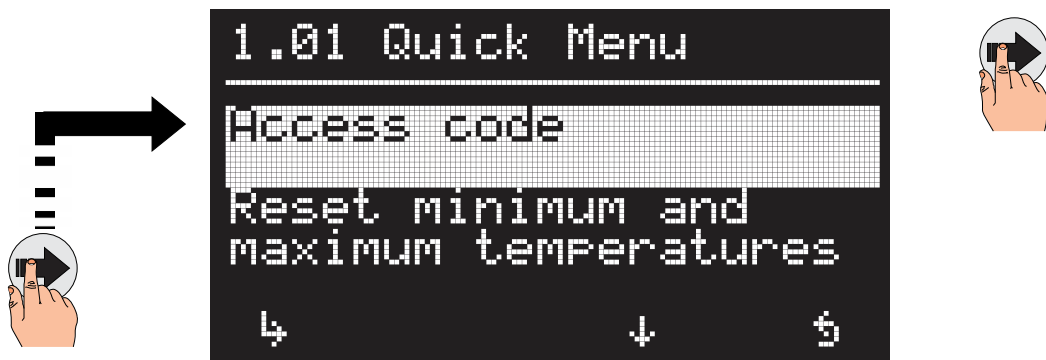 1.01 Quick Menu
Access code
Reset minimum and
maximum temperatures